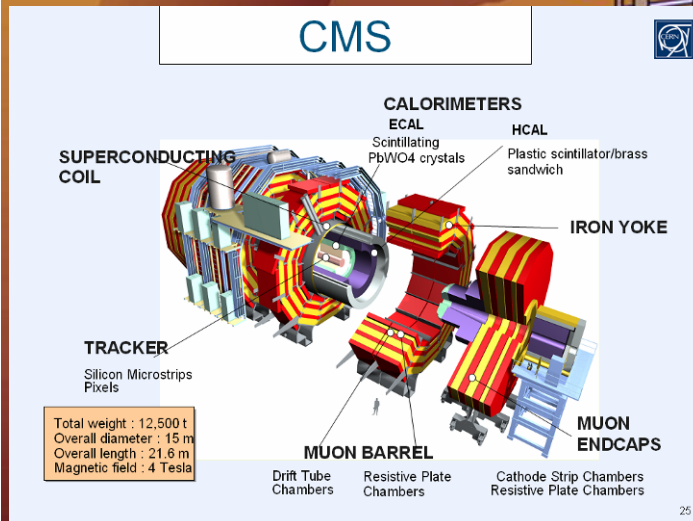 CMS
CERN
CALORIMETERS
ECAL
Scintillating
PbWO4 crystals
HCAL
Plastic scintillator/brass
sandwich
SUPERCONDUCTING
COIL
IRON YOKE
TRACKER
Silicon Microstrips
Pixels
Total weight : 12,500 t
Overall diameter : 15 m
Overall length : 21.6 m
Magnetic field : 4 Tesla
MUON BARREL
Drift Tube
Chambers
Resistive Plate
Chambers
MUON
ENDCAPS
Cathode Strip Chambers
Resistive Plate Chambers
25